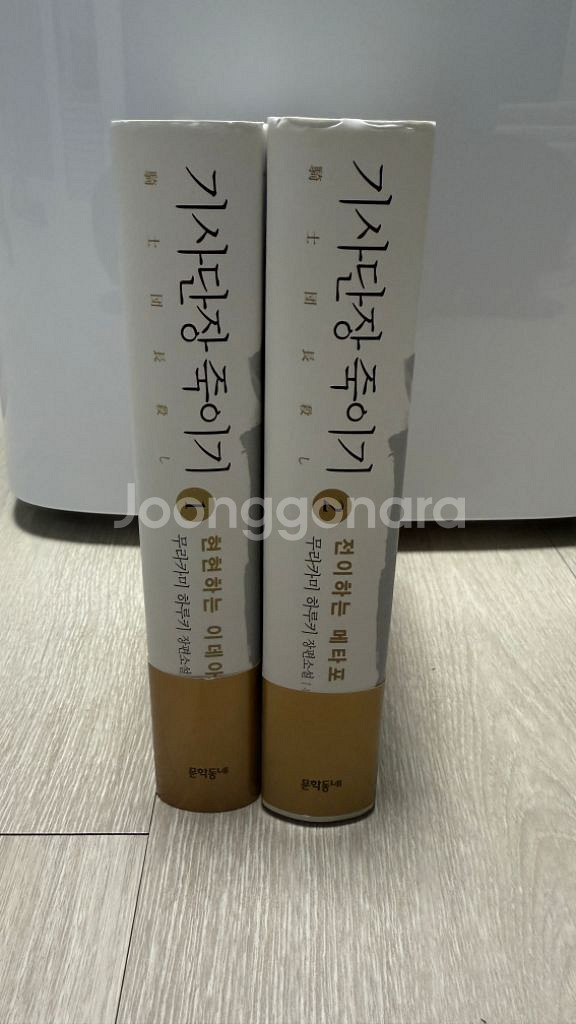 기사단장 죽이기
騎士団長殺し
1
현현하는 이데아
무라카미 하루키 장편소설
문학동네
기사단장 죽이기
騎士団長殺し
2
전이하는 메타포
무라카미 하루키 장편소설
문학동네
Joonggonara